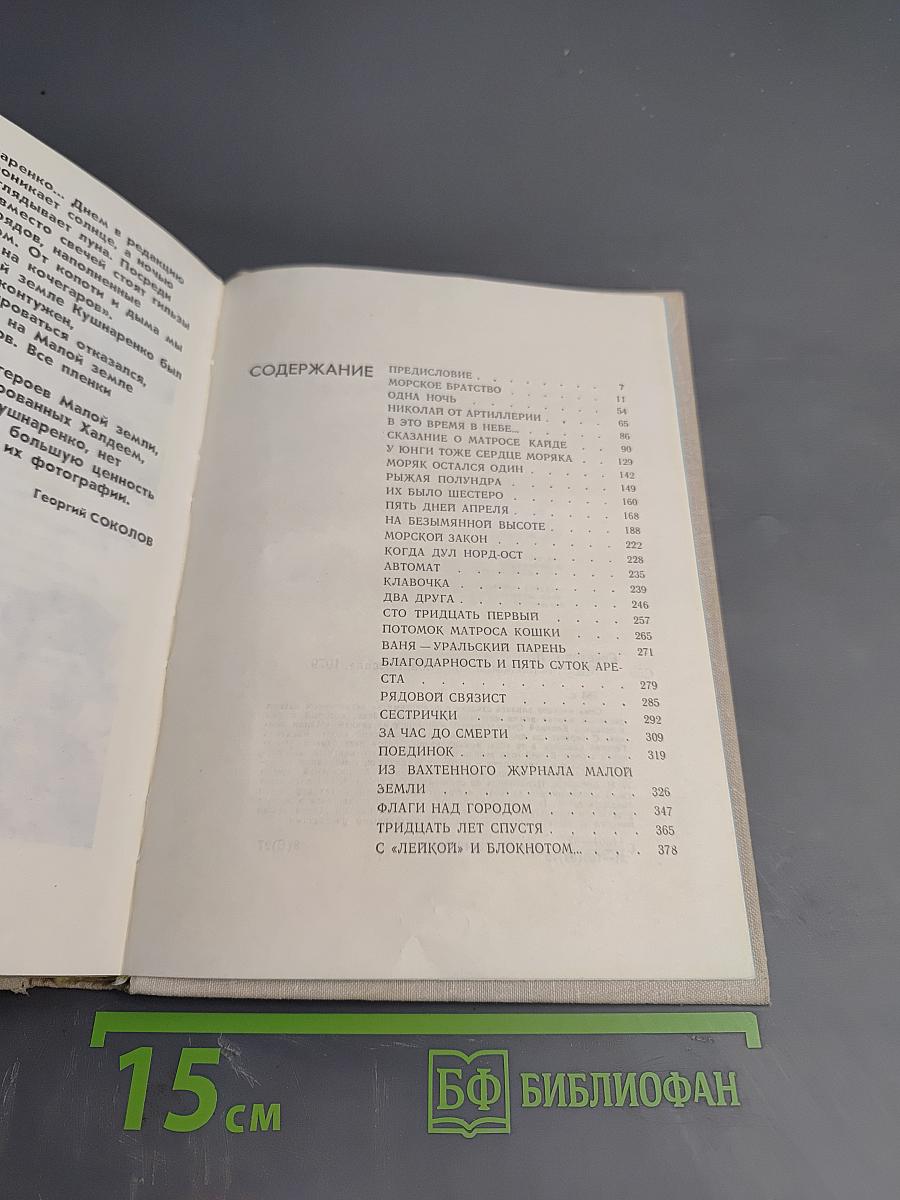 аренко... Днем в редакцию
роникает солнце, а ночью
глядывает луна. Посреди
вместо свечей стоят гильзы
рядов, наполненные
ом. От копоти и дыма мы
на кочегаров».
й земле Кушнаренко был
контужен,
роваться отказался,
на Малой земле
ов. Все пленки
героев Малой земли,
рованных Халдеем,
ушнаренко, нет
большую ценность
их фотографии.
Георгий СОКОЛОВ
СОДЕРЖАНИЕ
ПРЕДИСЛОВИЕ . . . . . . . 7
МОРСКОЕ БРАТСТВО . . . . . . 11
ОДНА НОЧЬ . . . . . . . . 54
НИКОЛАЙ ОТ АРТИЛЛЕРИИ . . . . 65
В ЭТО ВРЕМЯ В НЕБЕ... . . . . . 86
СКАЗАНИЕ О МАТРОСЕ КАЙДЕ . . 90
У ЮНГИ ТОЖЕ СЕРДЦЕ МОРЯКА . . 129
МОРЯК ОСТАЛСЯ ОДИН . . . . . 142
РЫЖАЯ ПОЛУНДРА . . . . . . 149
ИХ БЫЛО ШЕСТЕРО . . . . . . 160
ПЯТЬ ДНЕЙ АПРЕЛЯ . . . . . . 168
НА БЕЗЫМЯННОЙ ВЫСОТЕ . . . . 188
МОРСКОЙ ЗАКОН . . . . . . . 222
КОГДА ДУЛ НОРД-ОСТ . . . . . 228
АВТОМАТ . . . . . . . . . 235
КЛАВОЧКА . . . . . . . . . 239
ДВА ДРУГА . . . . . . . . . 246
СТО ТРИДЦАТЬ ПЕРВЫЙ . . . . . 257
ПОТОМОК МАТРОСА КОШКИ . . . . 265
ВАНЯ — УРАЛЬСКИЙ ПАРЕНЬ . . . . 271
БЛАГОДАРНОСТЬ И ПЯТЬ СУТОК АРЕ-
СТА . . . . . . . . . . . 279
РЯДОВОЙ СВЯЗИСТ . . . . . . . 285
СЕСТРИЧКИ . . . . . . . . . 292
ЗА ЧАС ДО СМЕРТИ . . . . . . 309
ПОЕДИНОК . . . . . . . . . 319
ИЗ ВАХТЕННОГО ЖУРНАЛА МАЛОЙ
ЗЕМЛИ . . . . . . . . . . 326
ФЛАГИ НАД ГОРОДОМ . . . . . 347
ТРИДЦАТЬ ЛЕТ СПУСТЯ . . . . . 365
С «ЛЕЙКОЙ» И БЛОКНОТОМ... . . . 378
15 см
БФ БИБЛИОФАН